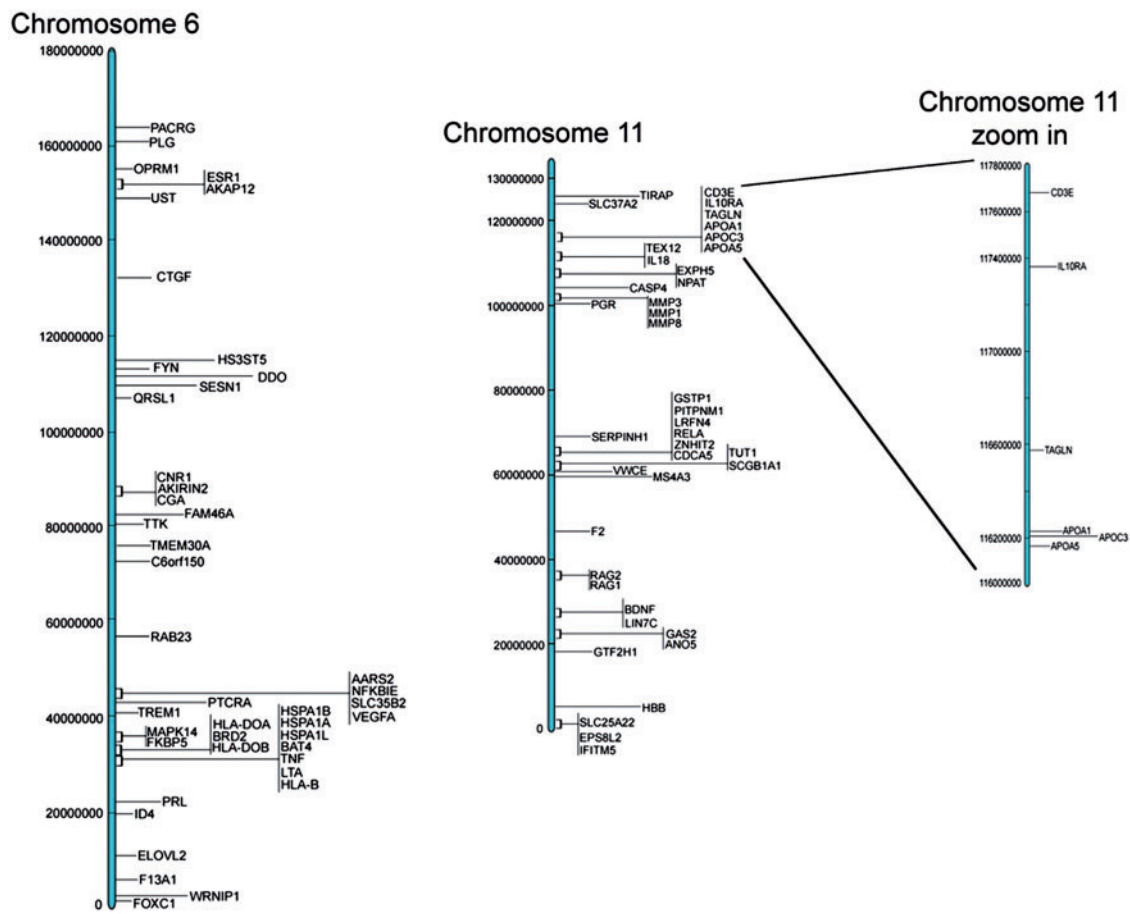 Chromosome 6
180000000
PACRG
160000000
PLG
OPRM1
ESR1
AKAP12
UST
140000000
CTGF
120000000
HS3ST5
FYN
DDO
SESN1
QRSL1
100000000
CNR1
AKIRIN2
CGA
FAM46A
80000000
TTK
TMEM30A
C6orf150
60000000
RAB23
AARS2
NFKBIE
SLC35B2
VEGFA
PTCRA
40000000
TREM1
MAPK14
FKBP5
HLA-DOA
BRD2
HLA-DOB
HSPA1B
HSPA1A
HSPA1L
BAT4
TNF
LTA
HLA-B
PRL
20000000
ID4
ELOVL2
F13A1
WRNIP1
0
FOXC1
Chromosome 11
130000000
TIRAP
SLC37A2
120000000
CD3E
IL10RA
TAGLN
APOA1
APOC3
APOA5
TEX12
IL18
EXPH5
NPAT
CASP4
100000000
PGR
MMP3
MMP1
MMP8
80000000
GSTP1
PITPNM1
LRFN4
RELA
ZNHIT2
CDCA5
SERPINH1
TUT1
SCGB1A1
60000000
VWCE
MS4A3
F2
40000000
RAG2
RAG1
BDNF
LIN7C
GAS2
ANO5
20000000
GTF2H1
HBB
0
SLC25A22
EPS8L2
IFITM5
Chromosome 11
zoom in
117800000
CD3E
117600000
117400000
IL10RA
117000000
116600000
TAGLN
APOA1
116200000
APOC3
APOA5
116000000